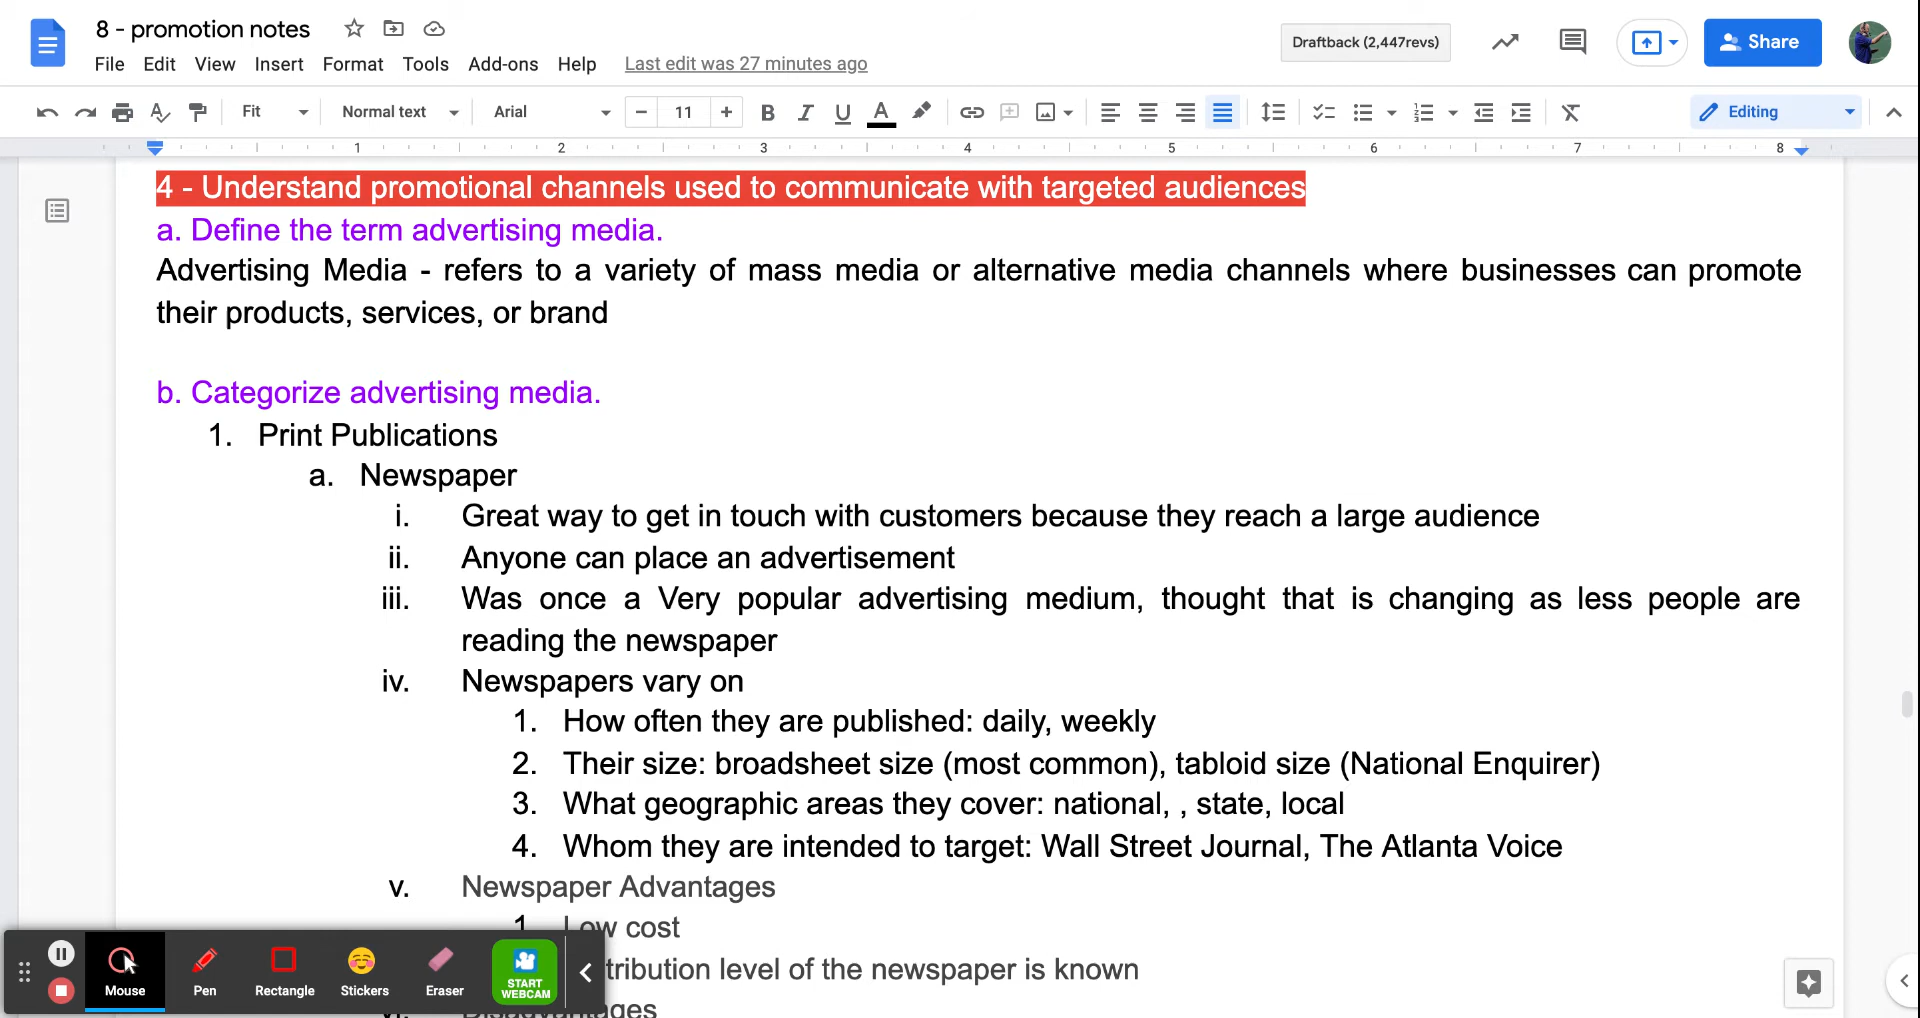 8 - promotion notes
Draftback (2,447revs)
Share
File Edit View Insert Format Tools Add-ons Help Last edit was 27 minutes ago
Fit Normal text Arial 11 B I U A Editing
1 2 3 4 5 6 7 8
4 - Understand promotional channels used to communicate with targeted audiences
a. Define the term advertising media.
Advertising Media - refers to a variety of mass media or alternative media channels where businesses can promote
their products, services, or brand
b. Categorize advertising media.
1. Print Publications
a. Newspaper
i. Great way to get in touch with customers because they reach a large audience
ii. Anyone can place an advertisement
iii. Was once a Very popular advertising medium, thought that is changing as less people are
reading the newspaper
iv. Newspapers vary on
1. How often they are published: daily, weekly
2. Their size: broadsheet size (most common), tabloid size (National Enquirer)
3. What geographic areas they cover: national, , state, local
4. Whom they are intended to target: Wall Street Journal, The Atlanta Voice
v. Newspaper Advantages
1. Low cost
tribution level of the newspaper is known
Mouse Pen Rectangle Stickers Eraser START
WEBCAM